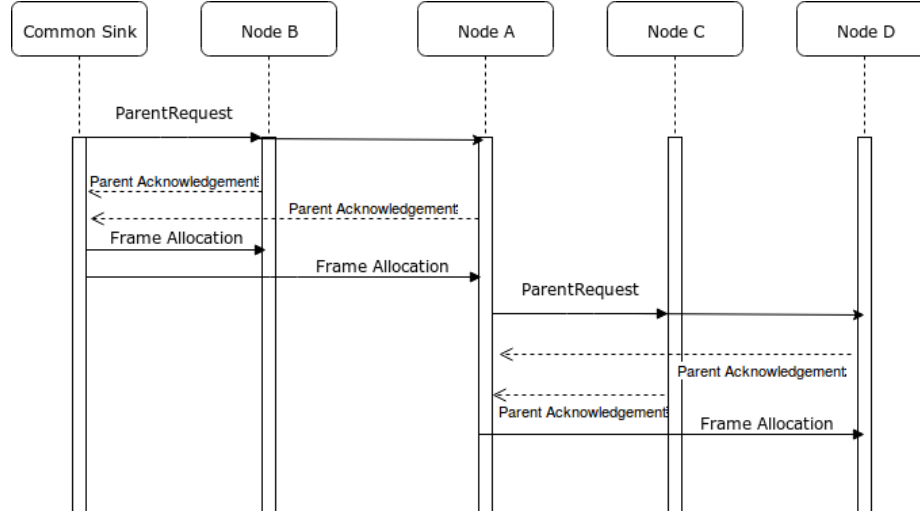 Common Sink
Node B
Node A
Node C
Node D
ParentRequest
Parent Acknowledgement
Parent Acknowledgement
Frame Allocation
Frame Allocation
ParentRequest
Parent Acknowledgement
Parent Acknowledgement
Frame Allocation